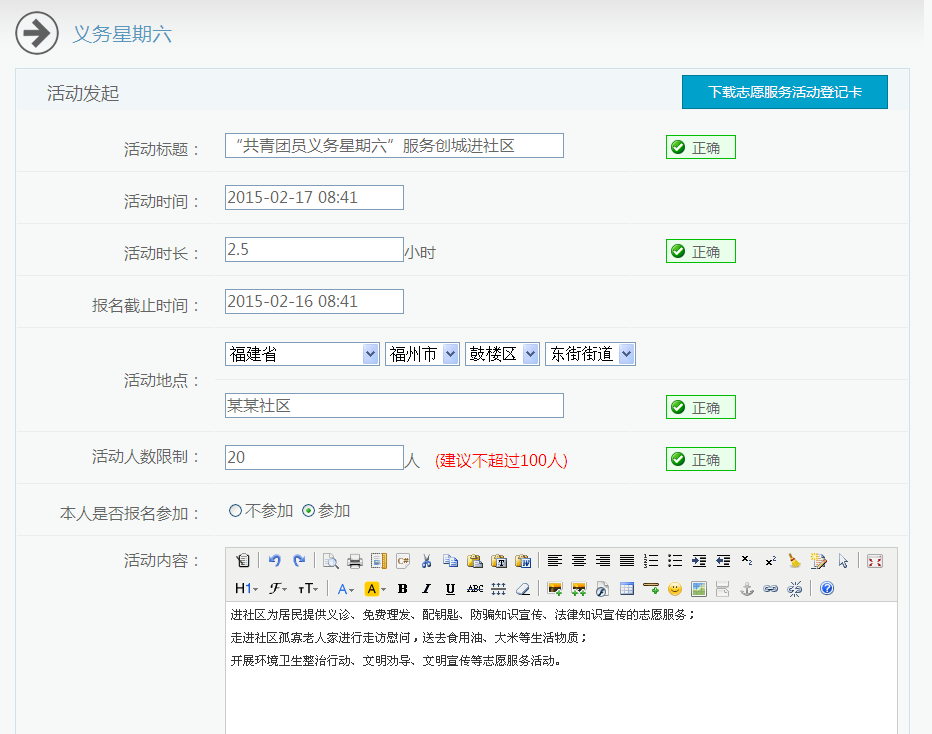 义务星期六
活动发起
下载志愿服务活动登记卡
活动标题： “共青团员义务星期六”服务创城进社区 正确
活动时间： 2015-02-17 08:41
活动时长： 2.5 小时 正确
报名截止时间： 2015-02-16 08:41
福建省 福州市 鼓楼区 东街街道
活动地点：
某某社区 正确
活动人数限制： 20 人 (建议不超过100人) 正确
本人是否报名参加： 不参加 参加
活动内容：
H1 F TT A A B I U ABC
进社区为居民提供义诊、免费理发、配钥匙、防骗知识宣传、法律知识宣传的志愿服务；
走进社区孤寡老人家进行走访慰问，送去食用油、大米等生活物质；
开展环境卫生整治行动、文明劝导、文明宣传等志愿服务活动。